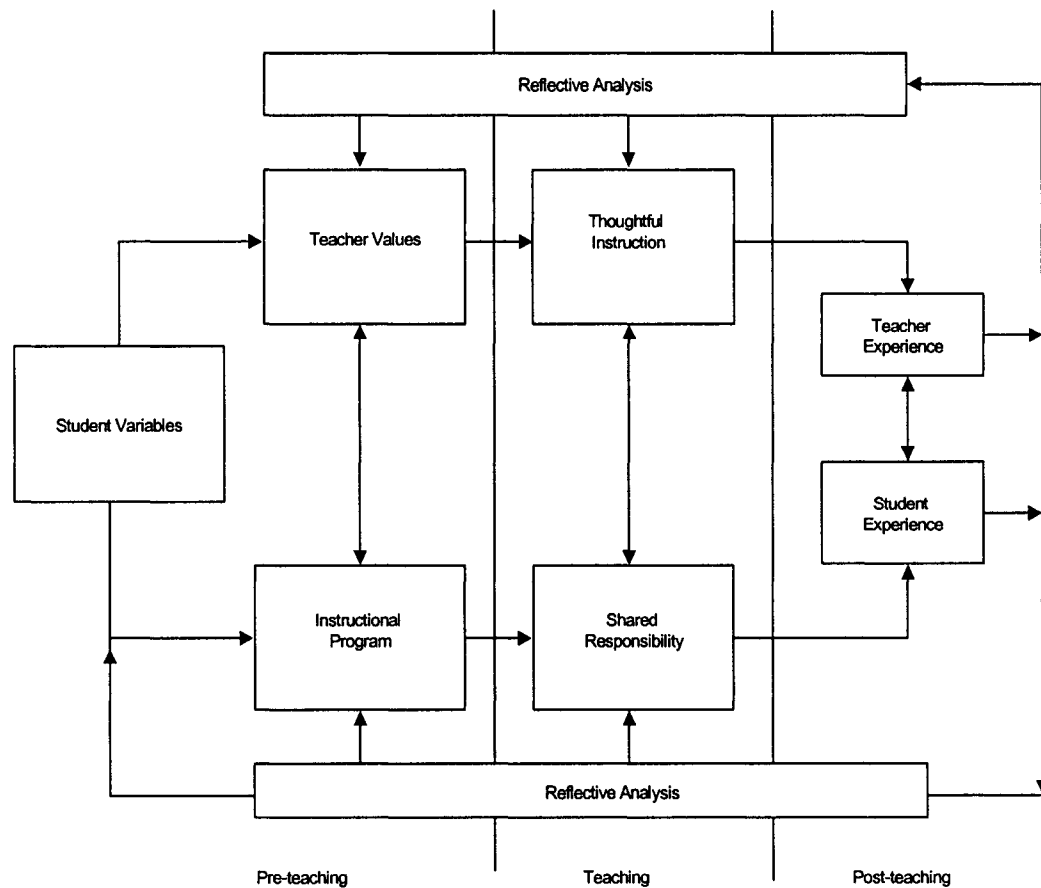 Reflective Analysis
Teacher Values
Thoughtful
Instruction
Teacher
Experience
Student Variables
Student
Experience
Instructional
Program
Shared
Responsibility
Reflective Analysis
Pre-teaching
Teaching
Post-teaching